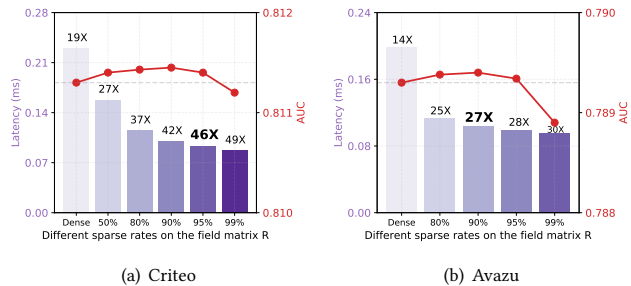 0.28
0.21
0.14
0.07
0.00
Latency (ms)
19X
27X
37X
42X
46X
49X
0.812
0.811
0.810
AUC
Dense 50% 80% 90% 95% 99%
Different sparse rates on the field matrix R
(a) Criteo
0.24
0.16
0.08
0.00
Latency (ms)
14X
25X
27X
28X
30X
0.790
0.789
0.788
AUC
Dense 80% 90% 95% 99%
Different sparse rates on the field matrix R
(b) Avazu